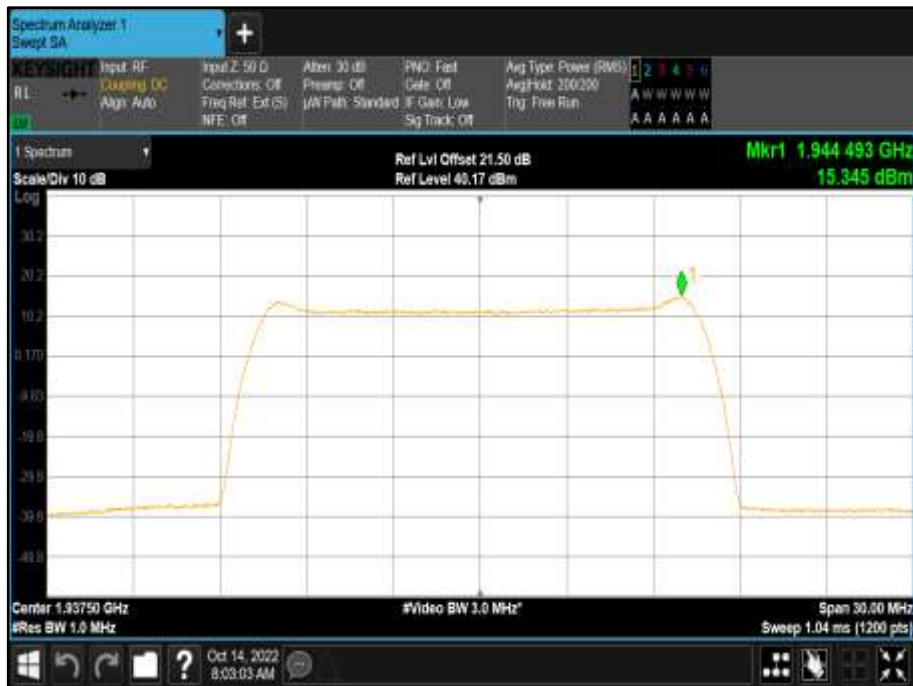 Spectrum Analyzer 1
Swept SA
+
KEYSIGHT Input: RF Input Z: 50 Ω Atten: 30 dB PNO: Fast Avg Type: Power (RMS) 1 2 3 4 5 6
RL Coupling: DC Corrections: Off Preamp: Off Gate: Off Avg|Hold: 200/200 A W W W W W
Align: Auto Freq Ref: Ext (S) µW Path: Standard IF Gain: Low Trig: Free Run
NFE: Off Sig Track: Off A A A A A A
1 Spectrum Ref Lvl Offset 21.50 dB Mkr1 1.944 493 GHz
Scale/Div 10 dB Ref Level 40.17 dBm 15.345 dBm
Log
30.2
20.2
1
10.2
0.170
-9.83
-19.8
-29.8
-39.8
-49.8
Center 1.93750 GHz #Video BW 3.0 MHz* Span 30.00 MHz
#Res BW 1.0 MHz Sweep 1.04 ms (1200 pts)
? Oct 14, 2022
8:03:03 AM